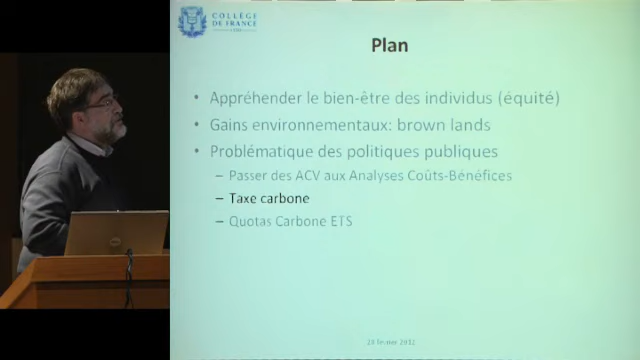 COLLÈGE
DE FRANCE
Plan
• Appréhender le bien-être des individus (équité)
• Gains environnementaux: brown lands
• Problématique des politiques publiques
– Passer des ACV aux Analyses Coûts-Bénéfices
– Taxe carbone
– Quotas Carbone ETS